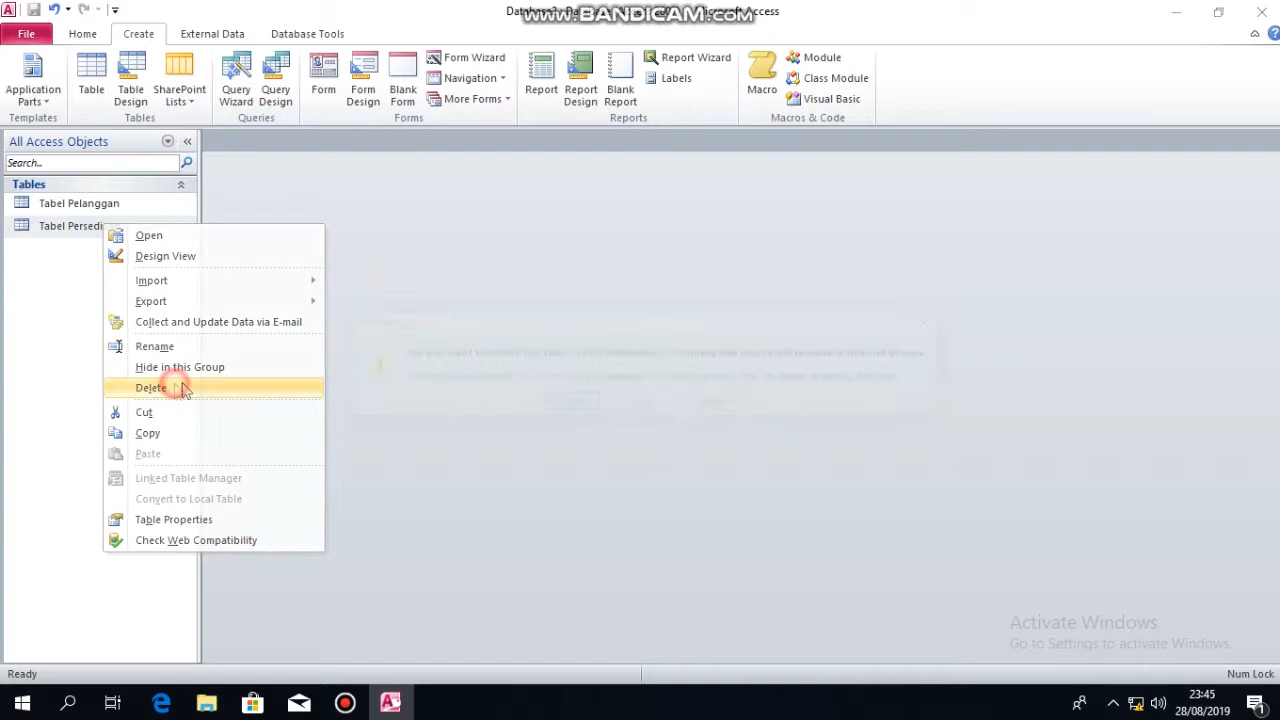 Database
www.BANDICAM.com
Microsoft Access
File
Home
Create
External Data
Database Tools
Application Parts
Table
Table Design
SharePoint Lists
Query Wizard
Query Design
Form
Form Design
Blank Form
Form Wizard
Navigation
More Forms
Report
Report Design
Blank Report
Report Wizard
Labels
Macro
Module
Class Module
Visual Basic
Templates
Tables
Queries
Forms
Reports
Macros & Code
All Access Objects
Search...
Tables
Tabel Pelanggan
Tabel
Open
Design View
Import
Export
Collect and Update Data via E-mail
Rename
Hide in this Group
Delete
Cut
Copy
Paste
Linked Table Manager
Convert to Local Table
Table Properties
Check Web Compatibility
Activate Windows
Go to Settings to activate Windows.
Ready
Num Lock
23:45
28/08/2019